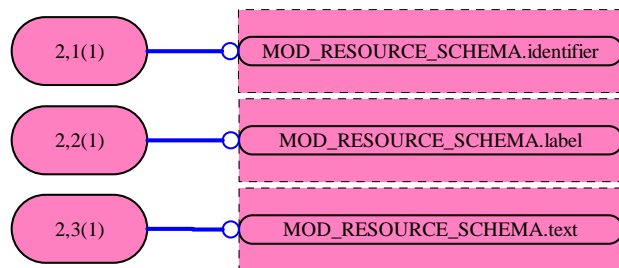 2,1(1) MOD_RESOURCE_SCHEMA.identifier
2,2(1) MOD_RESOURCE_SCHEMA.label
2,3(1) MOD_RESOURCE_SCHEMA.text